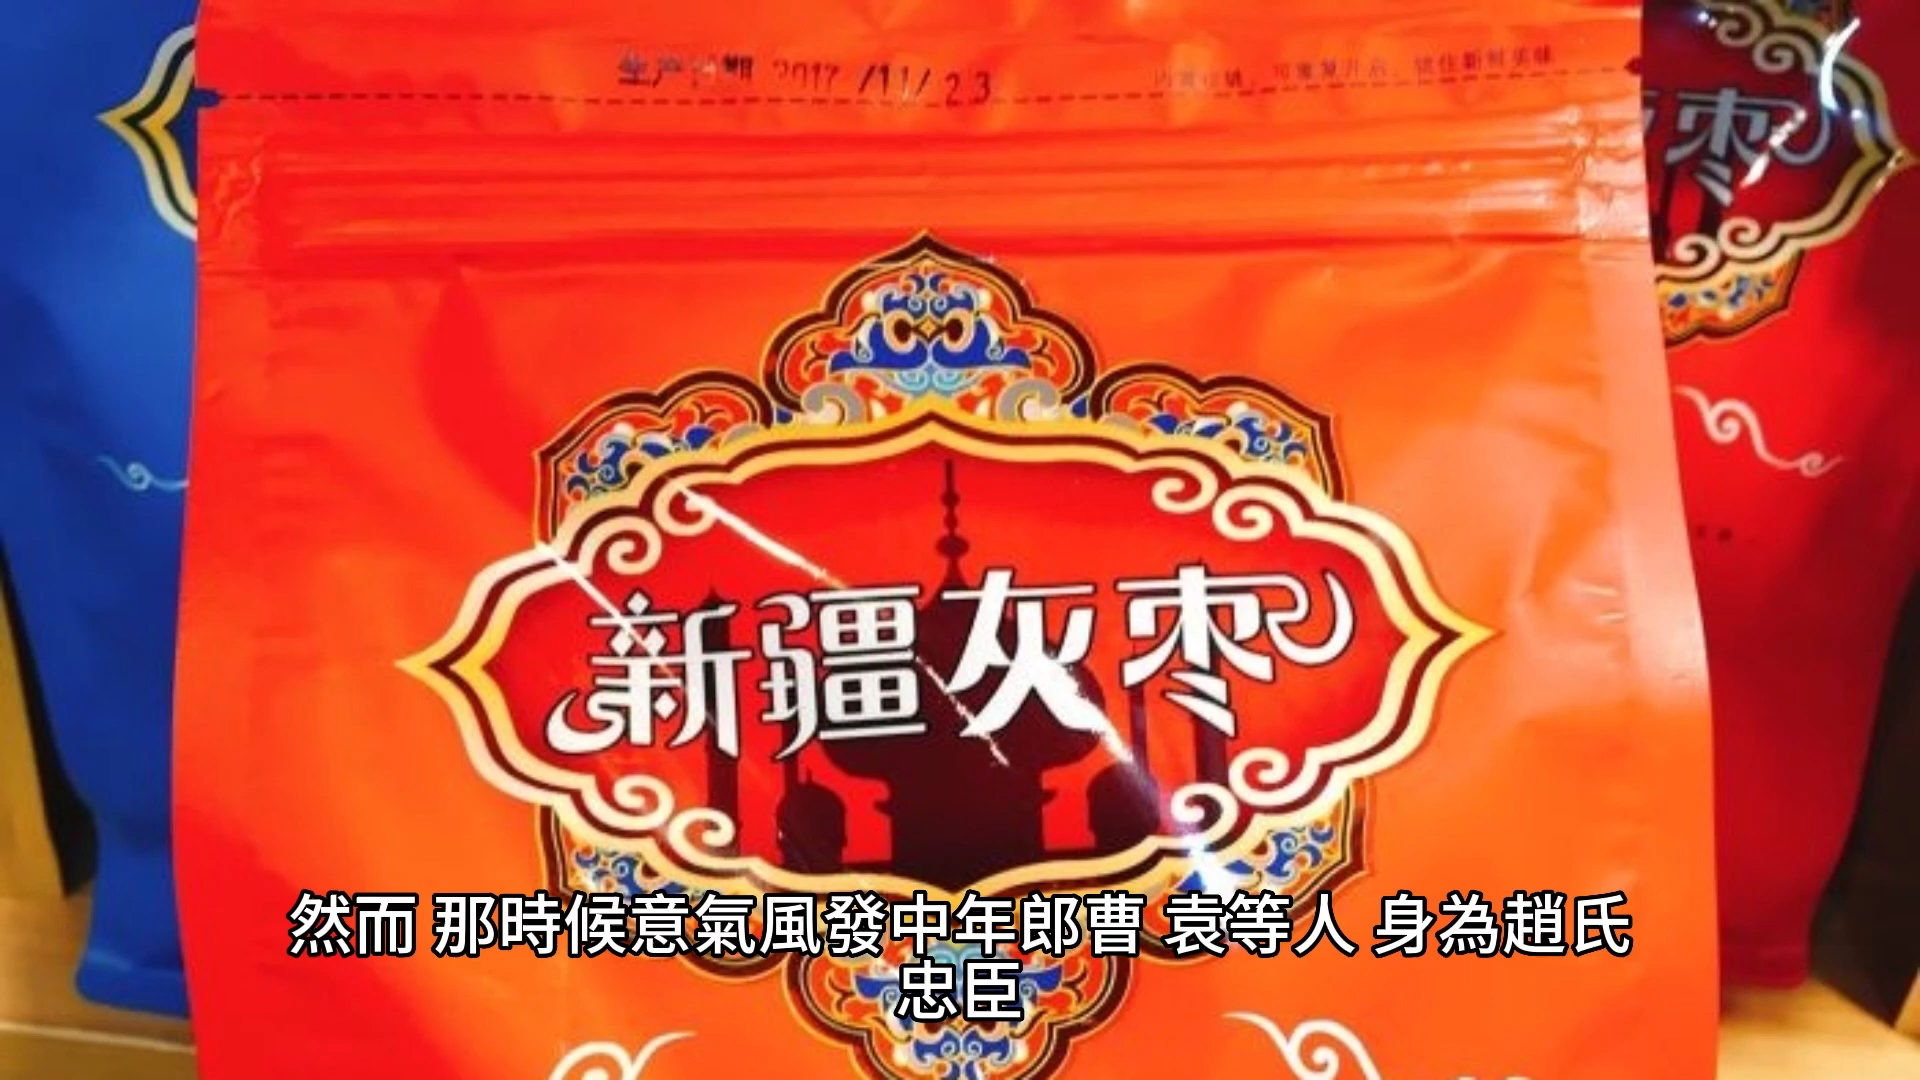 生产日期 2017/11/23
枣
新疆灰枣
然而 那時候意氣風發中年郎曹 袁等人 身為趙氏
忠臣